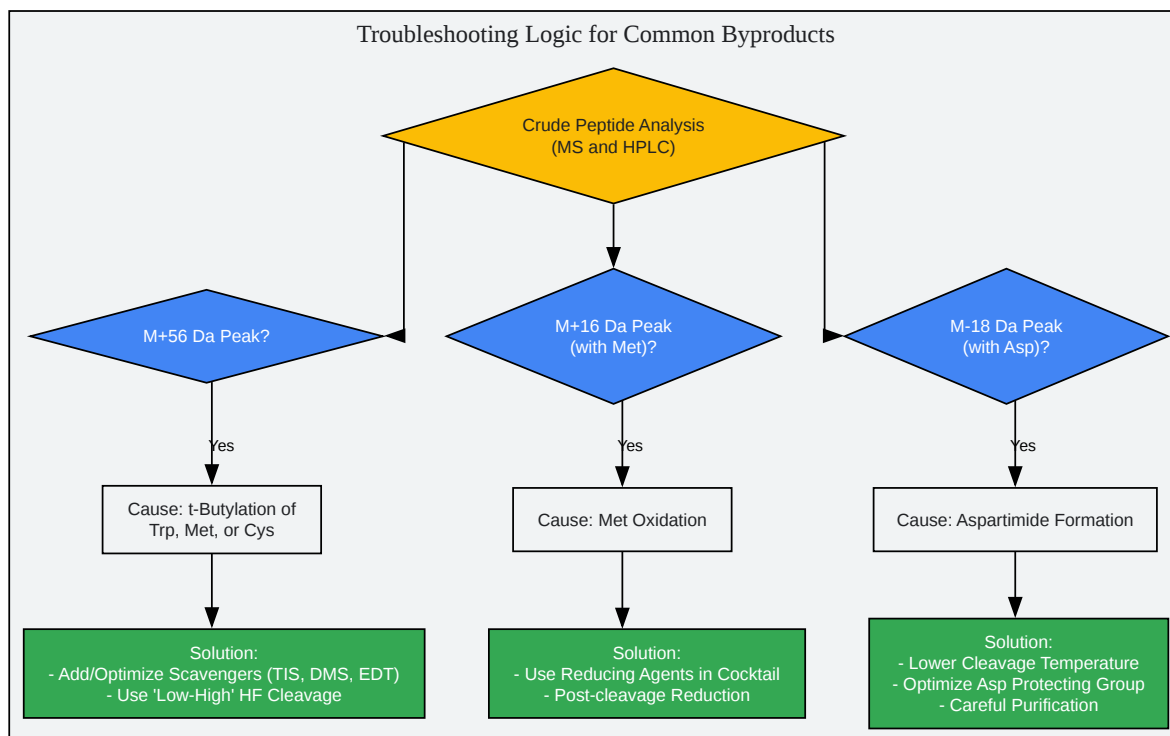 Troubleshooting Logic for Common Byproducts
Crude Peptide Analysis
(MS and HPLC)
M+56 Da Peak?
M+16 Da Peak
(with Met)?
M-18 Da Peak
(with Asp)?
Yes
Yes
Yes
Cause: t-Butylation of
Trp, Met, or Cys
Cause: Met Oxidation
Cause: Aspartimide Formation
Solution:
- Add/Optimize Scavengers (TIS, DMS, EDT)
- Use 'Low-High' HF Cleavage
Solution:
- Use Reducing Agents in Cocktail
- Post-cleavage Reduction
Solution:
- Lower Cleavage Temperature
- Optimize Asp Protecting Group
- Careful Purification